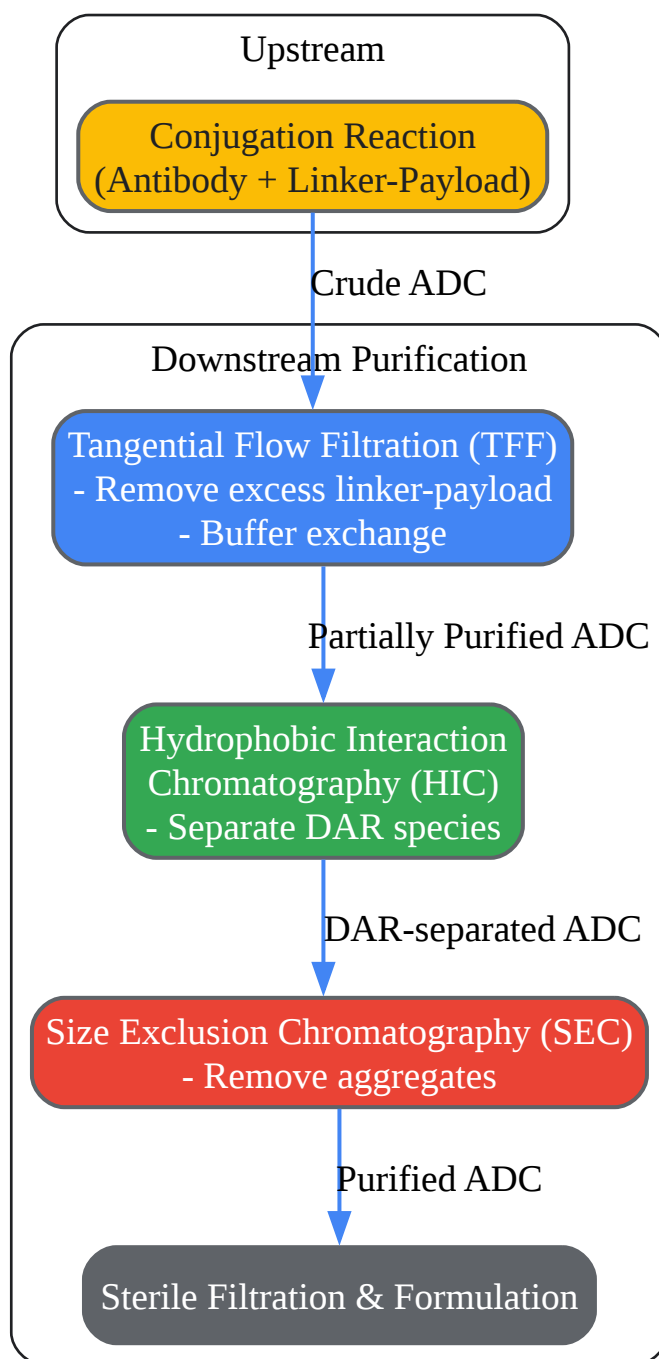 Upstream
Conjugation Reaction
(Antibody + Linker-Payload)
Crude ADC
Downstream Purification
Tangential Flow Filtration (TFF)
- Remove excess linker-payload
- Buffer exchange
Partially Purified ADC
Hydrophobic Interaction
Chromatography (HIC)
- Separate DAR species
DAR-separated ADC
Size Exclusion Chromatography (SEC)
- Remove aggregates
Purified ADC
Sterile Filtration & Formulation